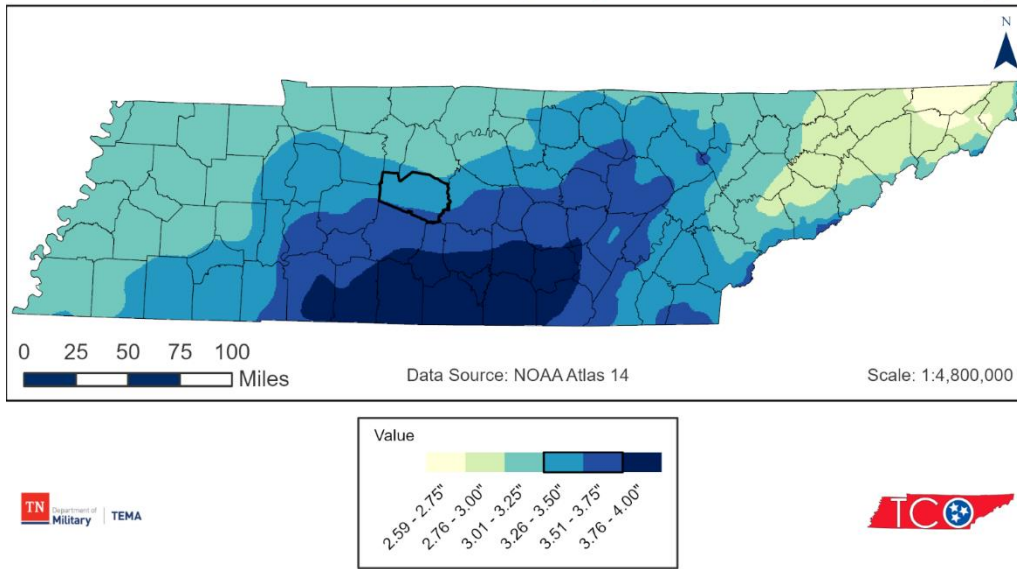 N
0 25 50 75 100
Miles
Data Source: NOAA Atlas 14
Scale: 1:4,800,000
Value
2.59 - 2.75"
2.76 - 3.00"
3.01 - 3.25"
3.26 - 3.50"
3.51 - 3.75"
3.76 - 4.00"
TN
Department of
Military
TEMA
TCO